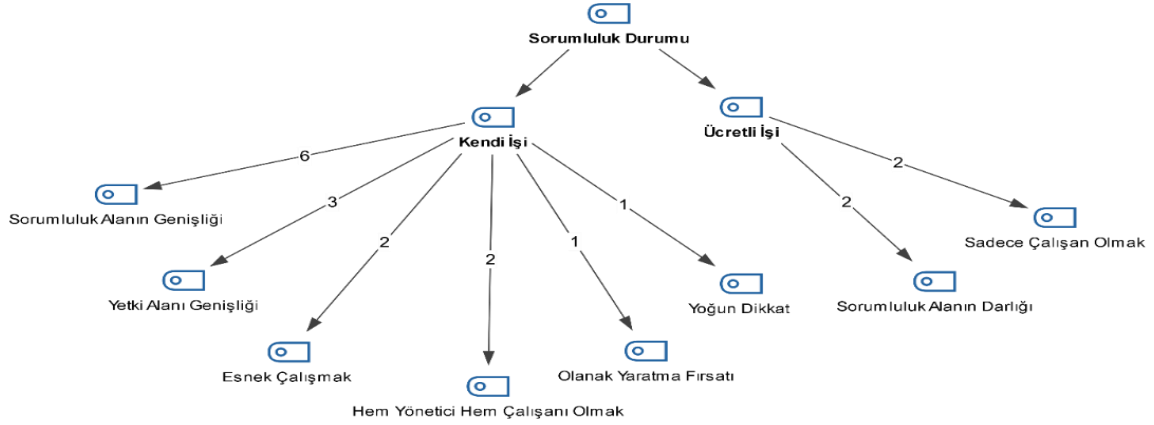 Sorumluluk Durumu
Kendi İşi
Ücretli İşi
6
3
2
2
1
1
2
2
Sorumluluk Alanın Genişliği
Yetki Alanı Genişliği
Esnek Çalışmak
Hem Yönetici Hem Çalışanı Olmak
Olanak Yaratma Fırsatı
Yoğun Dikkat
Sorumluluk Alanın Darlığı
Sadece Çalışan Olmak